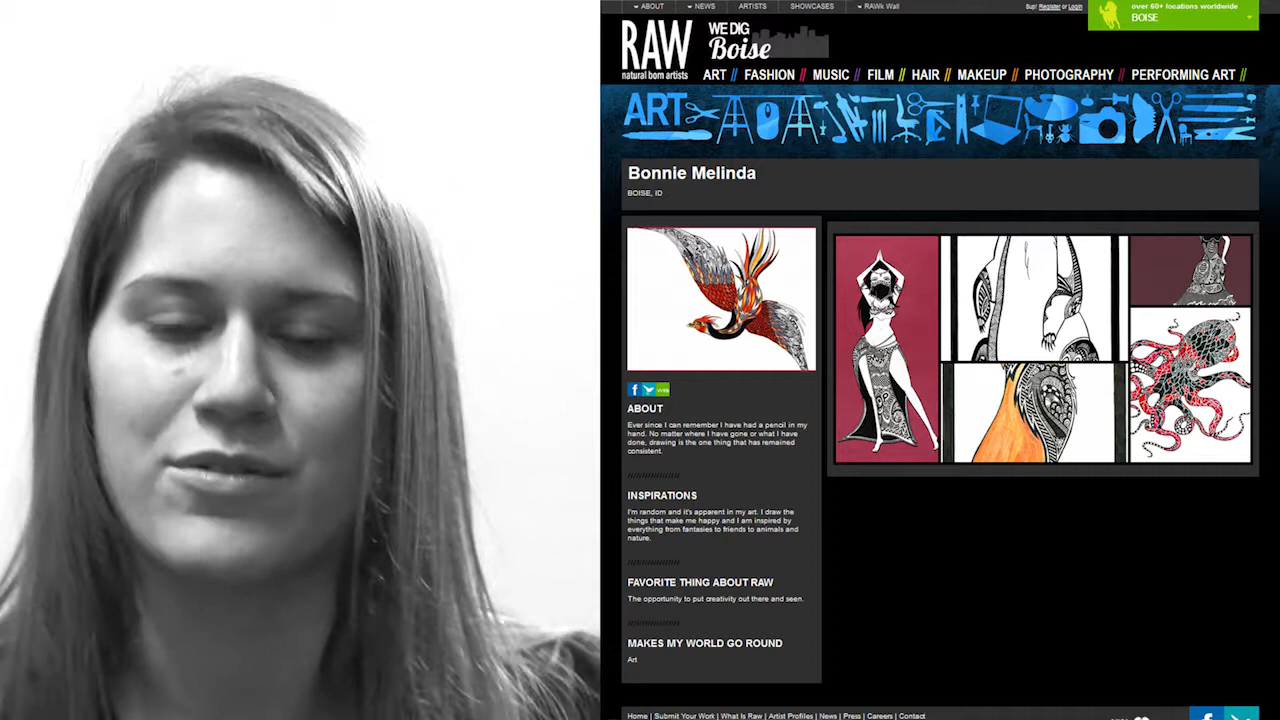 ABOUT NEWS ARTISTS SHOWCASES RAWk Wall
Sup! Register or Login
over 60+ locations worldwide
BOISE
RAW
natural born artists
WE DIG
Boise
ART // FASHION // MUSIC // FILM // HAIR // MAKEUP // PHOTOGRAPHY // PERFORMING ART //
ART
Bonnie Melinda
BOISE, ID
ABOUT
Ever since I can remember I have had a pencil in my
hand. No matter where I have gone or what I have
done, drawing is the one thing that has remained
consistent.
///////////////
INSPIRATIONS
I'm random and it's apparent in my art. I draw the
things that make me happy and I am inspired by
everything from fantasies to friends to animals and
nature.
///////////////
FAVORITE THING ABOUT RAW
The opportunity to put creativity out there and seen.
///////////////
MAKES MY WORLD GO ROUND
Art
Home | Submit Your Work | What Is Raw | Artist Profiles | News | Press | Careers | Contact